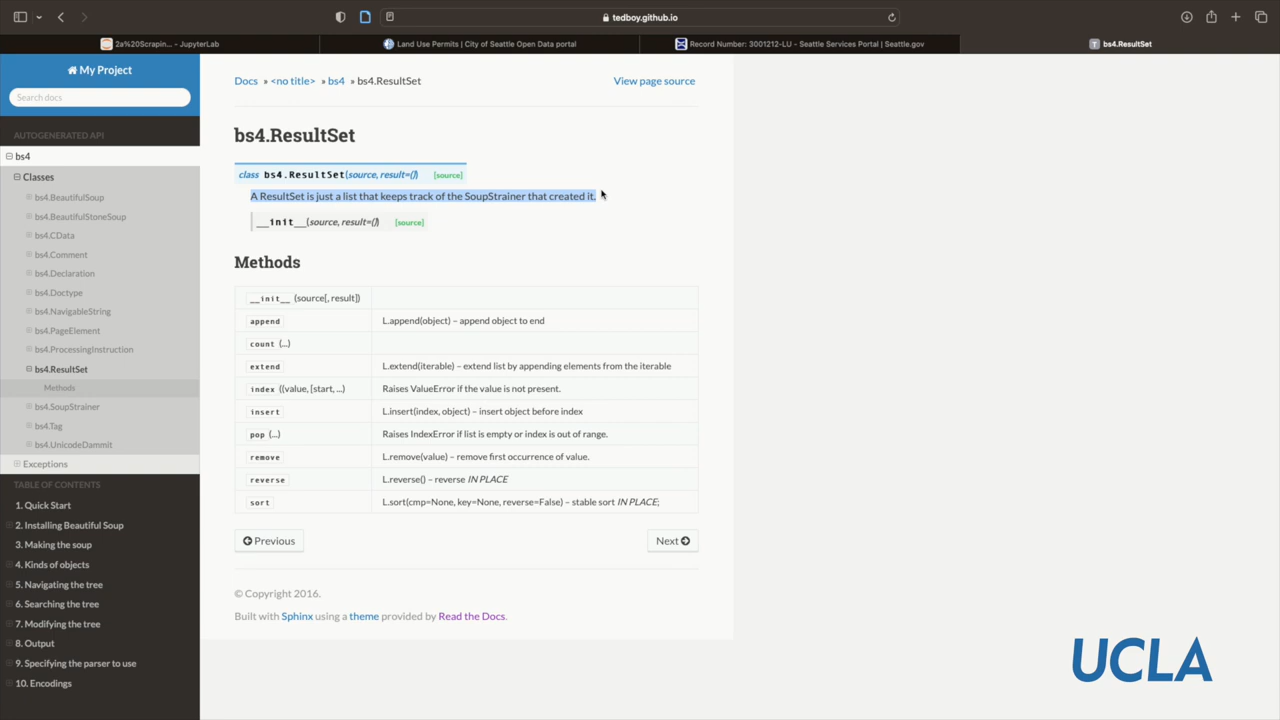 tedboy.github.io
2a%20Scrapin... - JupyterLab
Land Use Permits | City of Seattle Open Data portal
Record Number: 3001212-LU - Seattle Services Portal | Seattle.gov
T bs4.ResultSet
My Project
Search docs
AUTOGENERATED API
bs4
Classes
bs4.BeautifulSoup
bs4.BeautifulStoneSoup
bs4.CData
bs4.Comment
bs4.Declaration
bs4.Doctype
bs4.NavigableString
bs4.PageElement
bs4.ProcessingInstruction
bs4.ResultSet
Methods
bs4.SoupStrainer
bs4.Tag
bs4.UnicodeDammit
Exceptions
TABLE OF CONTENTS
1. Quick Start
2. Installing Beautiful Soup
3. Making the soup
4. Kinds of objects
5. Navigating the tree
6. Searching the tree
7. Modifying the tree
8. Output
9. Specifying the parser to use
10. Encodings
Docs » <no title> » bs4 » bs4.ResultSet
View page source
bs4.ResultSet
class bs4.ResultSet(source, result=()) [source]
A ResultSet is just a list that keeps track of the SoupStrainer that created it.
__init__(source, result=()) [source]
Methods
__init__ (source[, result])
append L.append(object) – append object to end
count (...)
extend L.extend(iterable) – extend list by appending elements from the iterable
index ((value, [start, ...) Raises ValueError if the value is not present.
insert L.insert(index, object) – insert object before index
pop (...) Raises IndexError if list is empty or index is out of range.
remove L.remove(value) – remove first occurrence of value.
reverse L.reverse() – reverse IN PLACE
sort L.sort(cmp=None, key=None, reverse=False) – stable sort IN PLACE;
Previous
Next
© Copyright 2016.
Built with Sphinx using a theme provided by Read the Docs.
UCLA